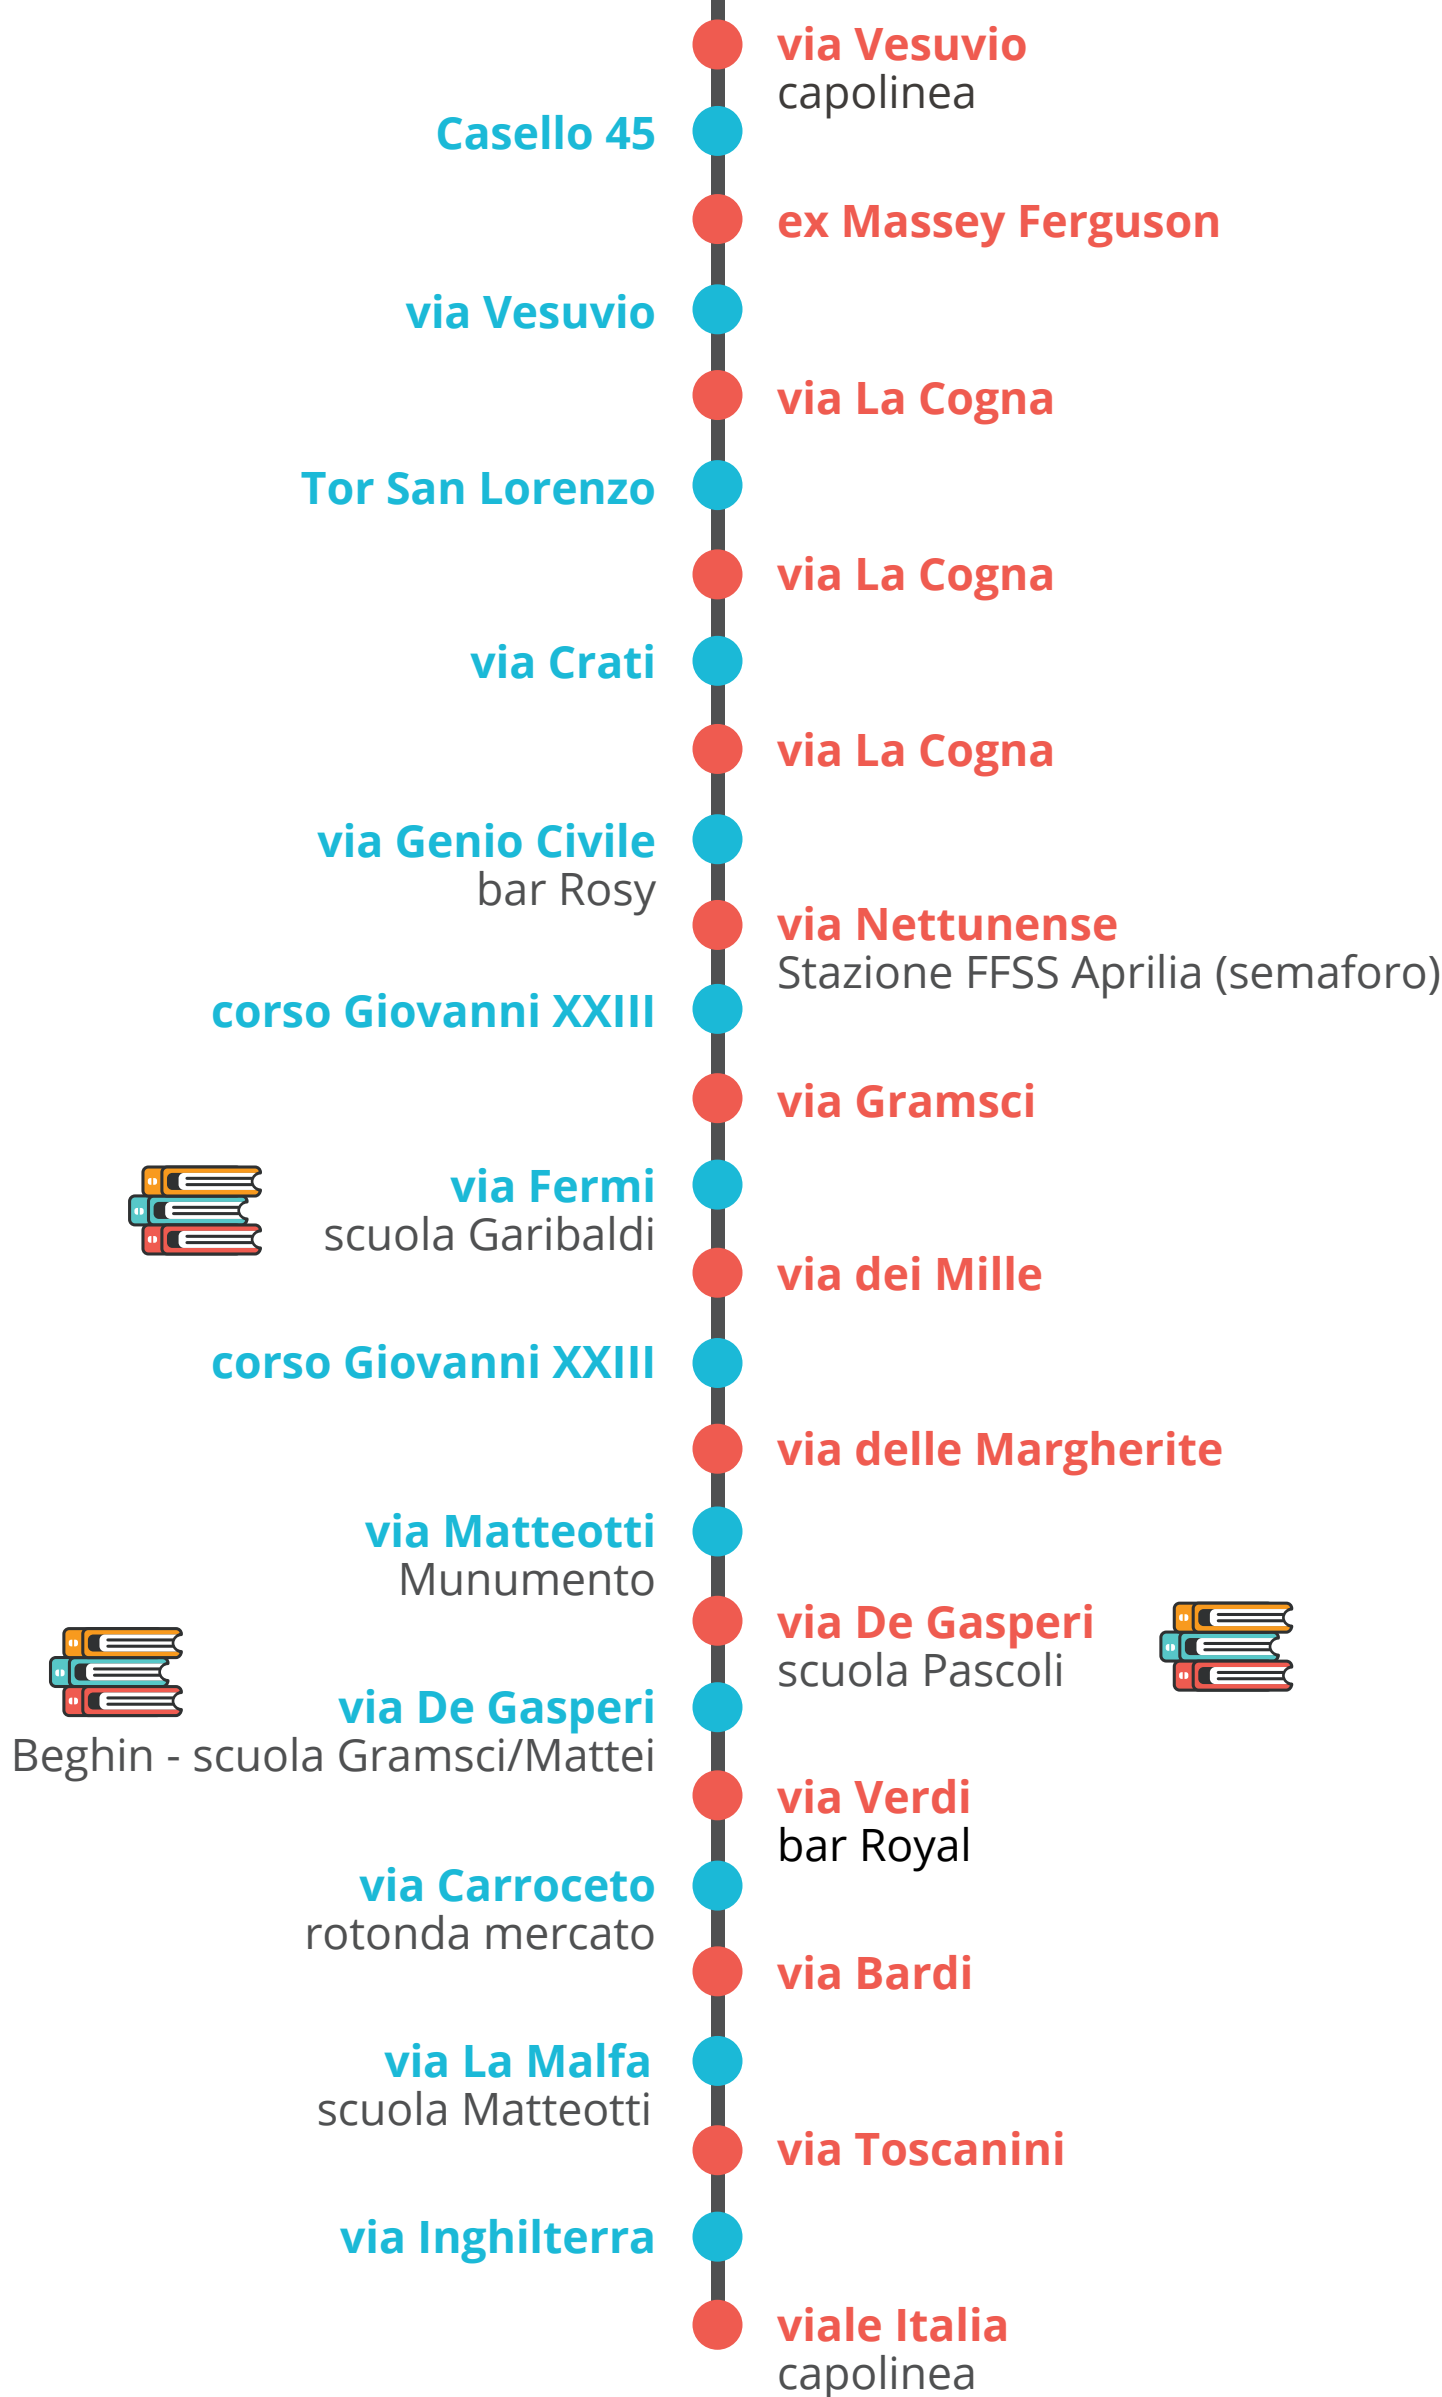 via Vesuvio
capolinea
Casello 45
ex Massey Ferguson
via Vesuvio
via La Cogna
Tor San Lorenzo
via La Cogna
via Crati
via La Cogna
via Genio Civile
bar Rosy
via Nettunense
Stazione FFSS Aprilia (semaforo)
corso Giovanni XXIII
via Gramsci
via Fermi
scuola Garibaldi
via dei Mille
corso Giovanni XXIII
via delle Margherite
via Matteotti
Munumento
via De Gasperi
scuola Pascoli
via De Gasperi
Beghin - scuola Gramsci/Mattei
via Verdi
bar Royal
via Carroceto
rotonda mercato
via Bardi
via La Malfa
scuola Matteotti
via Toscanini
via Inghilterra
viale Italia
capolinea